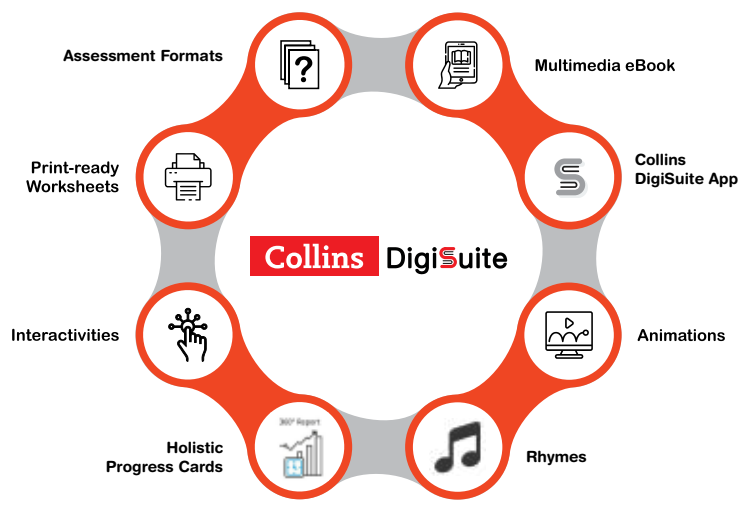 Assessment Formats
Multimedia eBook
Print-ready
Worksheets
Collins
DigiSuite App
Collins DigiSuite
Interactivities
Animations
360° Report
Holistic
Progress Cards
Rhymes